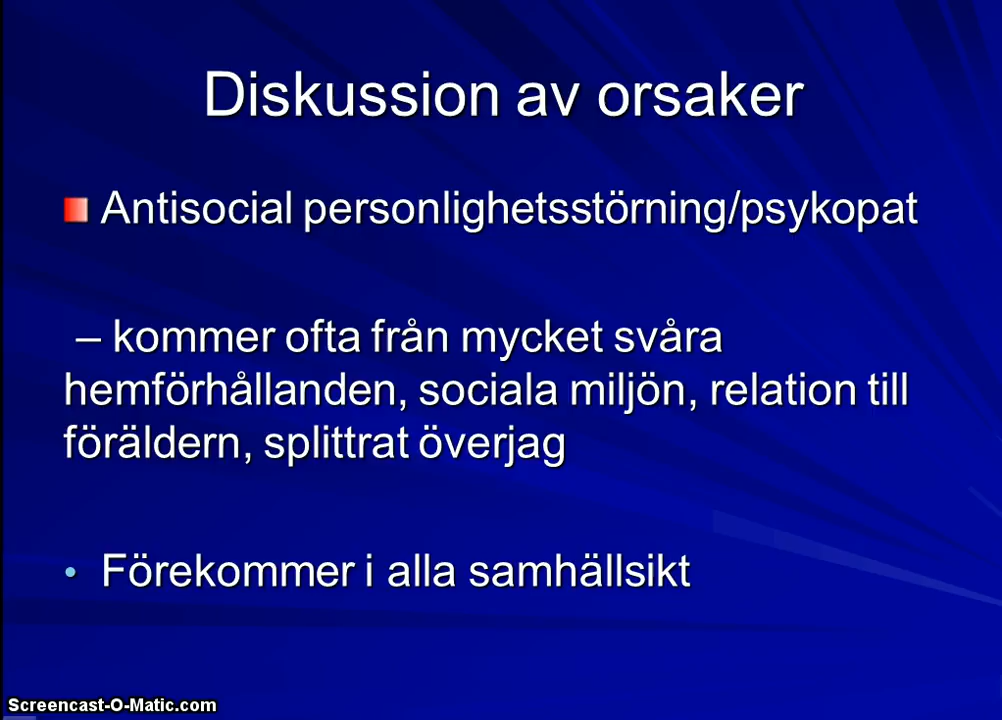 Diskussion av orsaker
Antisocial personlighetsstörning/psykopat
– kommer ofta från mycket svåra
hemförhållanden, sociala miljön, relation till
föräldern, splittrat överjag
• Förekommer i alla samhällsikt
Screencast-O-Matic.com